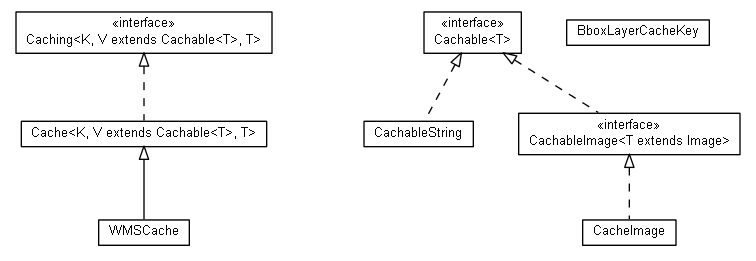 «interface»
Caching<K, V extends Cachable<T>, T>
«interface»
Cachable<T>
BboxLayerCacheKey
Cache<K, V extends Cachable<T>, T>
CachableString
«interface»
CachableImage<T extends Image>
WMSCache
CacheImage